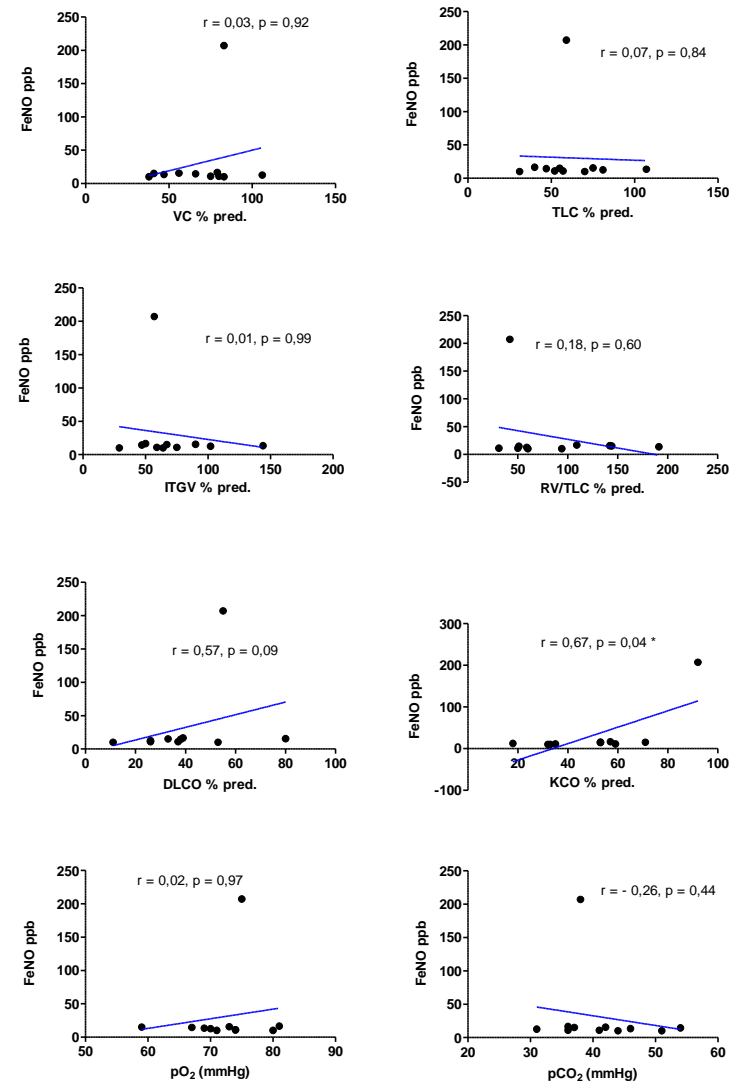 250
200
150
100
50
0
FeNO ppb
r = 0,03, p = 0,92
0 50 100 150
VC % pred.
250
200
150
100
50
0
FeNO ppb
r = 0,07, p = 0,84
0 50 100 150
TLC % pred.
250
200
150
100
50
0
FeNO ppb
r = 0,01, p = 0,99
0 50 100 150 200
ITGV % pred.
250
200
150
100
50
0
-50
FeNO ppb
r = 0,18, p = 0,60
50 100 150 200 250
RV/TLC % pred.
250
200
150
100
50
0
FeNO ppb
r = 0,57, p = 0,09
0 20 40 60 80 100
DLCO % pred.
300
200
100
0
-100
FeNO ppb
r = 0,67, p = 0,04 *
20 40 60 80 100
KCO % pred.
250
200
150
100
50
0
FeNO ppb
r = 0,02, p = 0,97
50 60 70 80 90
pO₂ (mmHg)
250
200
150
100
50
0
FeNO ppb
r = - 0,26, p = 0,44
20 30 40 50 60
pCO₂ (mmHg)